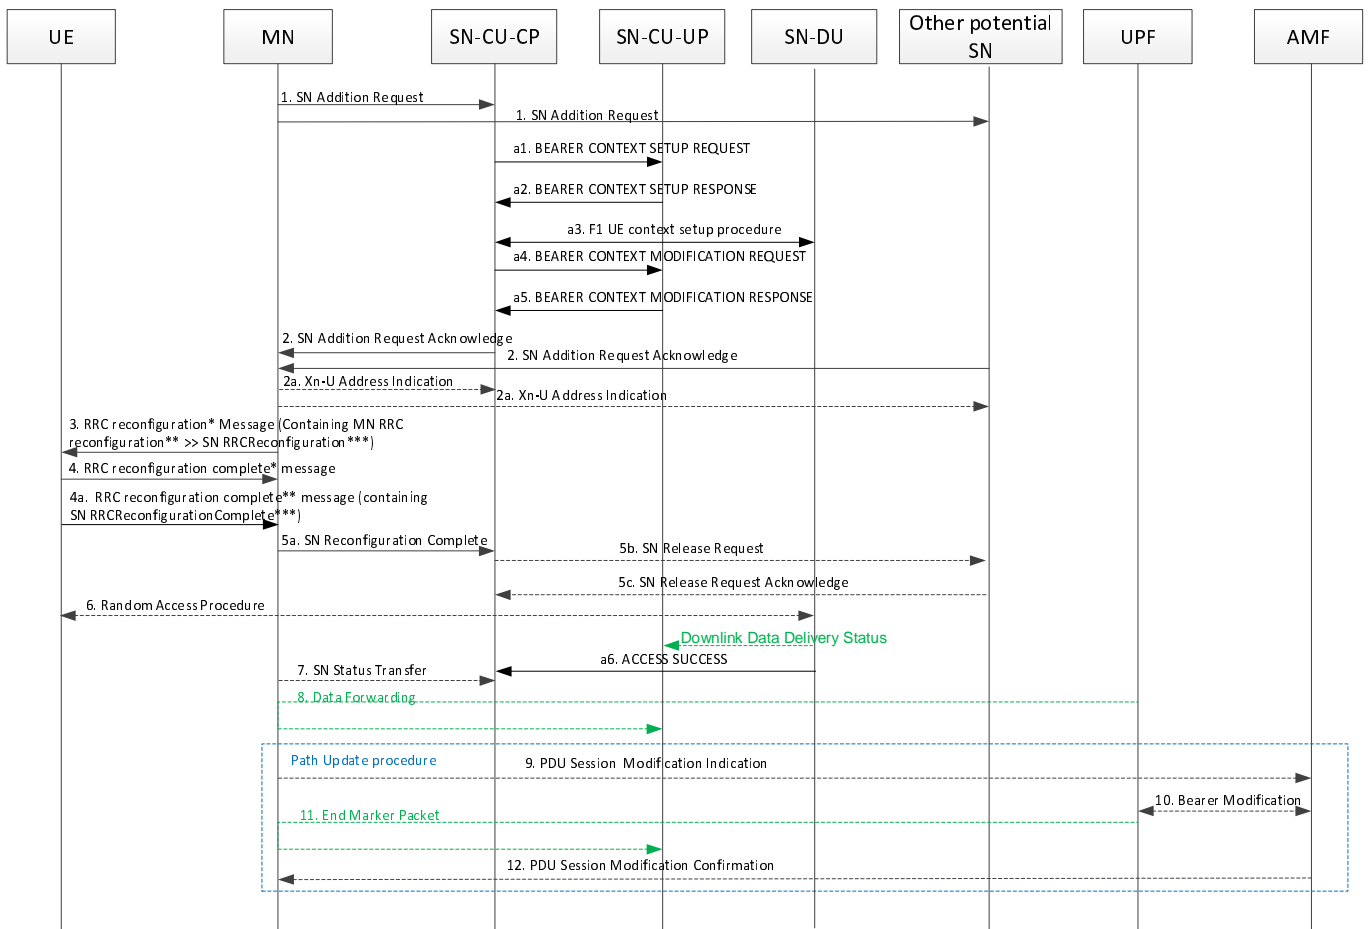 UE
MN
SN-CU-CP
SN-CU-UP
SN-DU
Other potential
SN
UPF
AMF
1. SN Addition Request
1. SN Addition Request
a1. BEARER CONTEXT SETUP REQUEST
a2. BEARER CONTEXT SETUP RESPONSE
a3. F1 UE context setup procedure
a4. BEARER CONTEXT MODIFICATION REQUEST
a5. BEARER CONTEXT MODIFICATION RESPONSE
2. SN Addition Request Acknowledge
2. SN Addition Request Acknowledge
2a. Xn-U Address Indication
2a. Xn-U Address Indication
3. RRC reconfiguration* Message (Containing MN RRC
reconfiguration** >> SN RRCReconfiguration***)
4. RRC reconfiguration complete* message
4a. RRC reconfiguration complete** message (containing
SN RRCReconfigurationComplete***)
5a. SN Reconfiguration Complete
5b. SN Release Request
5c. SN Release Request Acknowledge
6. Random Access Procedure
Downlink Data Delivery Status
a6. ACCESS SUCCESS
7. SN Status Transfer
8. Data Forwarding
Path Update procedure
9. PDU Session Modification Indication
10. Bearer Modification
11. End Marker Packet
12. PDU Session Modification Confirmation